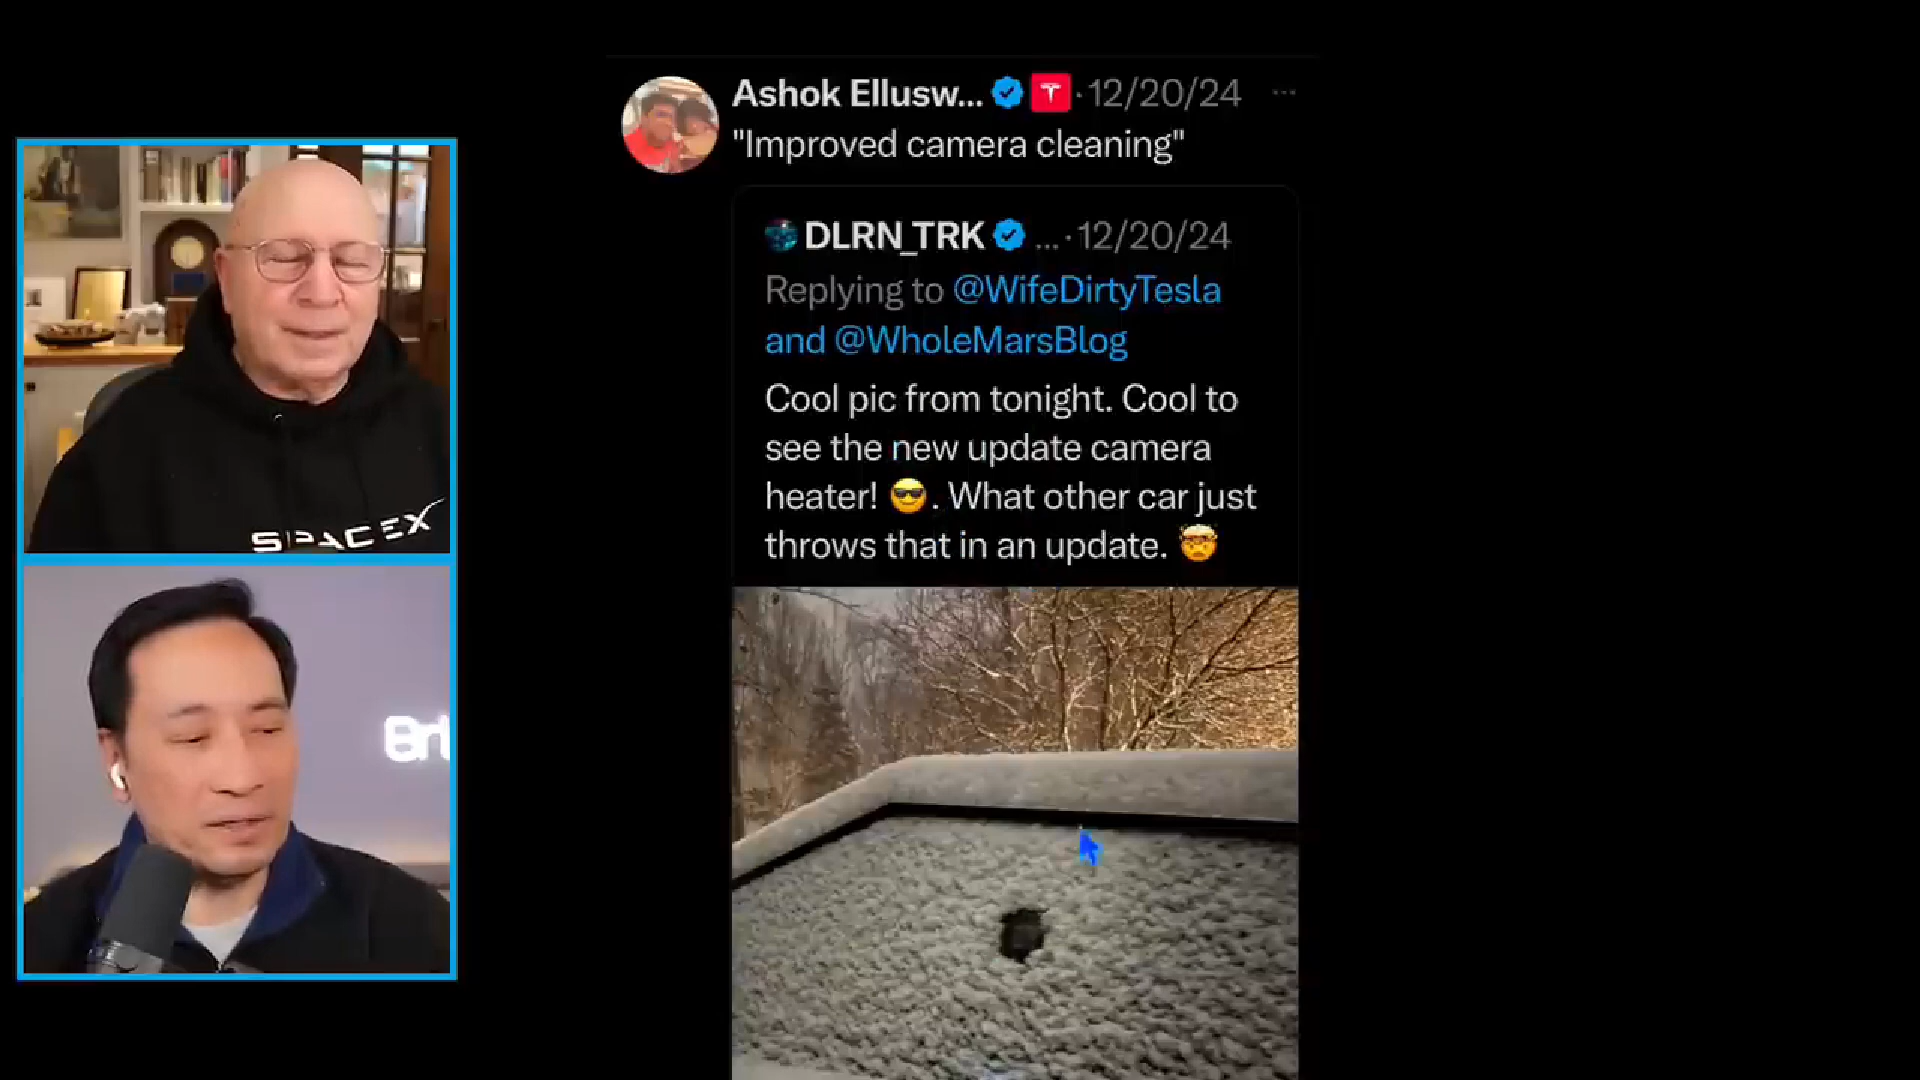 Ashok Ellusw... · 12/20/24 ...
"Improved camera cleaning"
DLRN_TRK ... · 12/20/24
Replying to @WifeDirtyTesla
and @WholeMarsBlog
Cool pic from tonight. Cool to
see the new update camera
heater! 😎. What other car just
throws that in an update. 🤯
SPACEX